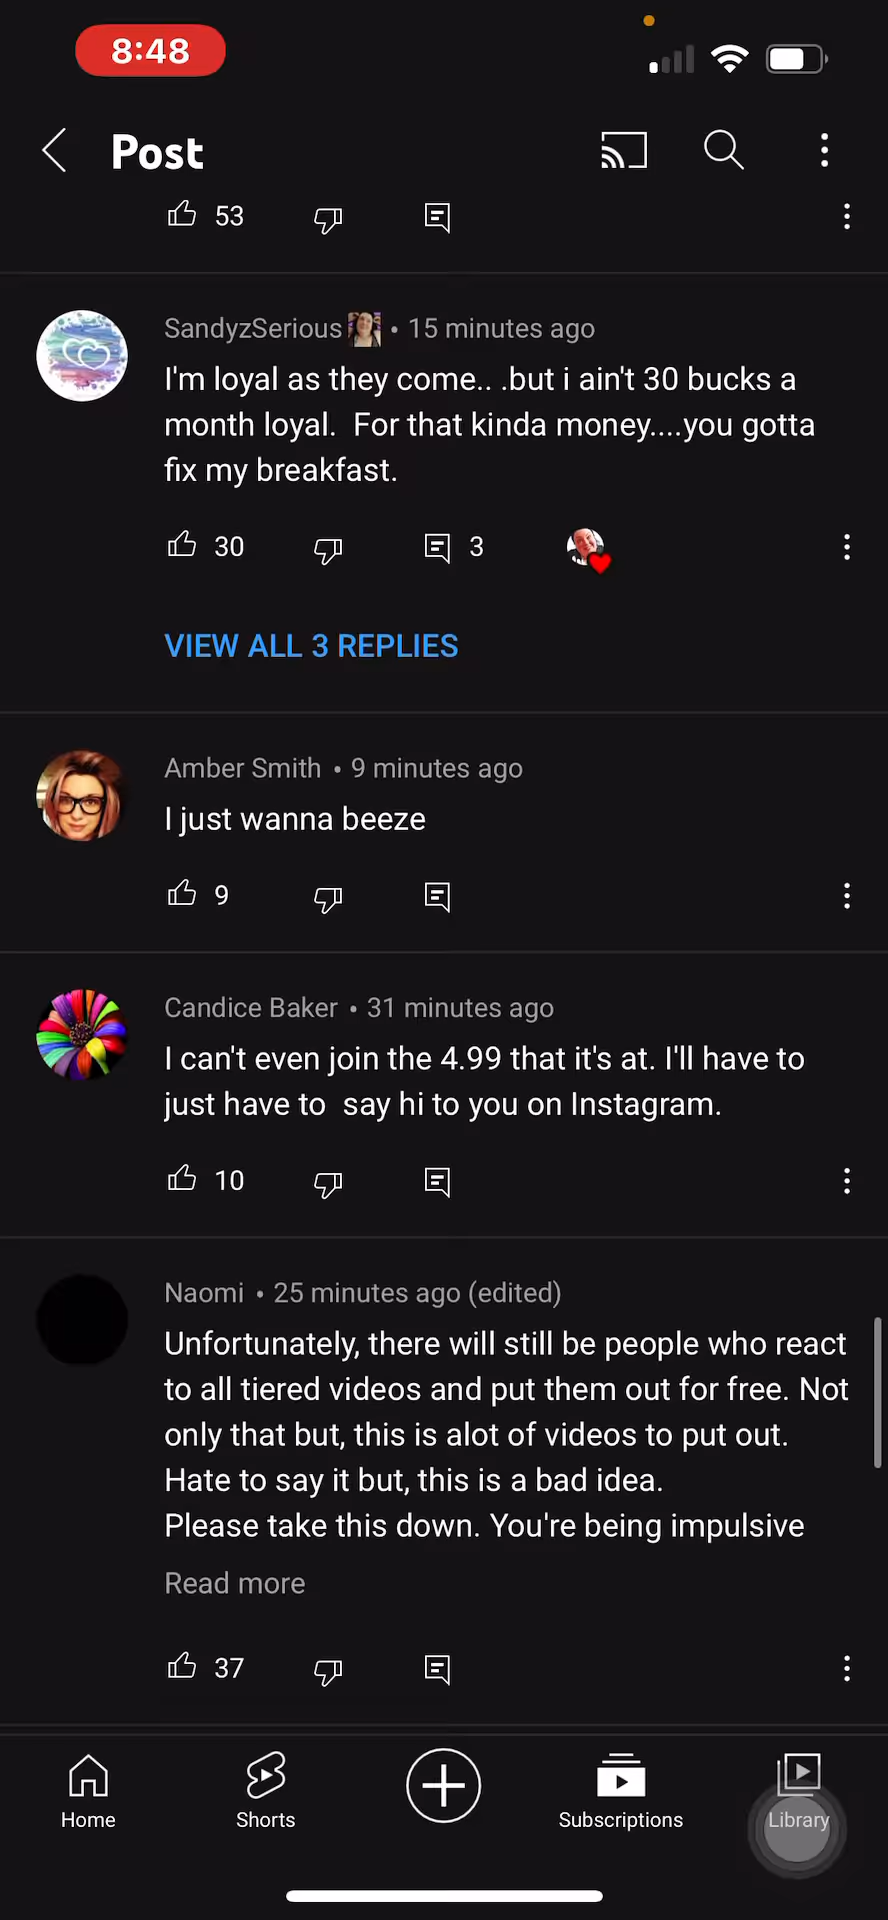 8:48
Post
53
SandyzSerious • 15 minutes ago
I'm loyal as they come.. .but i ain't 30 bucks a
month loyal.  For that kinda money....you gotta
fix my breakfast.
30 3
VIEW ALL 3 REPLIES
Amber Smith • 9 minutes ago
I just wanna beeze
9
Candice Baker • 31 minutes ago
I can't even join the 4.99 that it's at. I'll have to
just have to  say hi to you on Instagram.
10
Naomi • 25 minutes ago (edited)
Unfortunately, there will still be people who react
to all tiered videos and put them out for free. Not
only that but, this is alot of videos to put out.
Hate to say it but, this is a bad idea.
Please take this down. You're being impulsive
Read more
37
Home Shorts Subscriptions Library